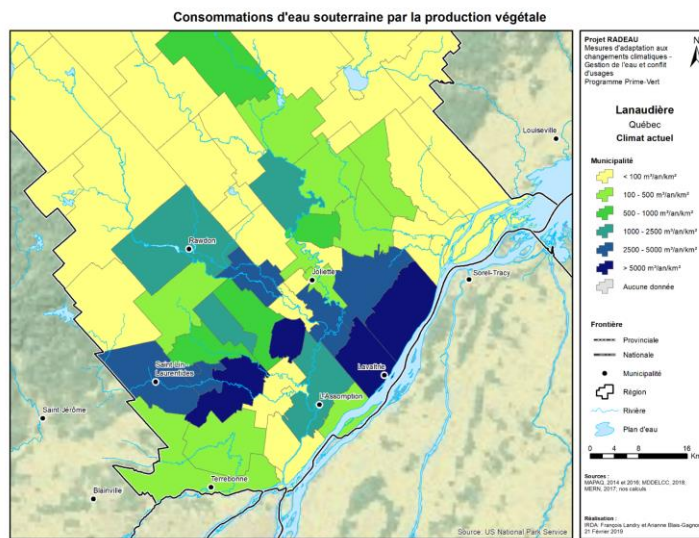 Consommations d'eau souterraine par la production végétale
Projet RADEAU
Mesures d'adaptation aux
changements climatiques -
Gestion de l'eau et conflit
d'usages
Programme Prime-Vert
N
Lanaudière
Québec
Climat actuel
Municipalité
< 100 m³/an/km²
100 - 500 m³/an/km²
500 - 1000 m³/an/km²
1000 - 2500 m³/an/km²
2500 - 5000 m³/an/km²
> 5000 m³/an/km²
Aucune donnée
Frontière
Provinciale
Nationale
Municipalité
Région
Rivière
Plan d'eau
0 4 8 16
Km
Sources :
MAPAQ, 2014 et 2016; MDDELCC, 2016;
MERN, 2017; nos calculs
Réalisation :
IRDA: François Landry et Arianne Blais-Gagnon
21 Février 2019
Louiseville
Rawdon
Joliette
Sorel-Tracy
Saint-Lin
Laurentides
Lavaltrie
L'Assomption
Saint-Jérôme
Terrebonne
Blainville
Source: US National Park Service